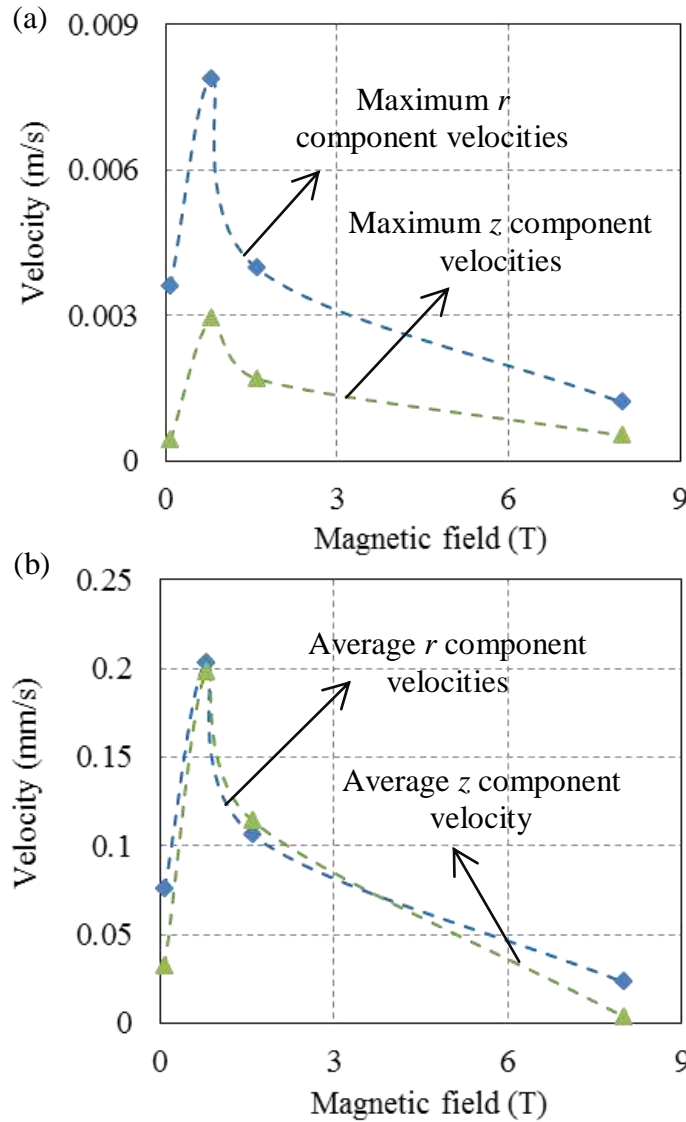 (a)
0.009
0.006
0.003
0
Velocity (m/s)
Maximum r
component velocities
Maximum z component
velocities
0 3 6 9
Magnetic field (T)
(b)
0.25
0.2
0.15
0.1
0.05
0
Velocity (mm/s)
Average r component
velocities
Average z component
velocity
0 3 6 9
Magnetic field (T)